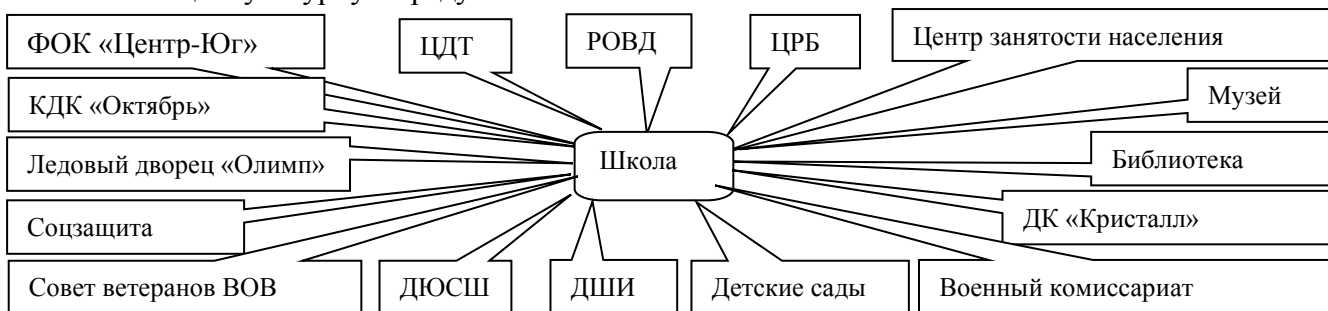 ФОК «Центр-Юг»
ЦДТ
РОВД
ЦРБ
Центр занятости населения
КДК «Октябрь»
Музей
Ледовый дворец «Олимп»
Школа
Библиотека
Соцзащита
ДК «Кристалл»
Совет ветеранов ВОВ
ДЮСШ
ДШИ
Детские сады
Военный комиссариат